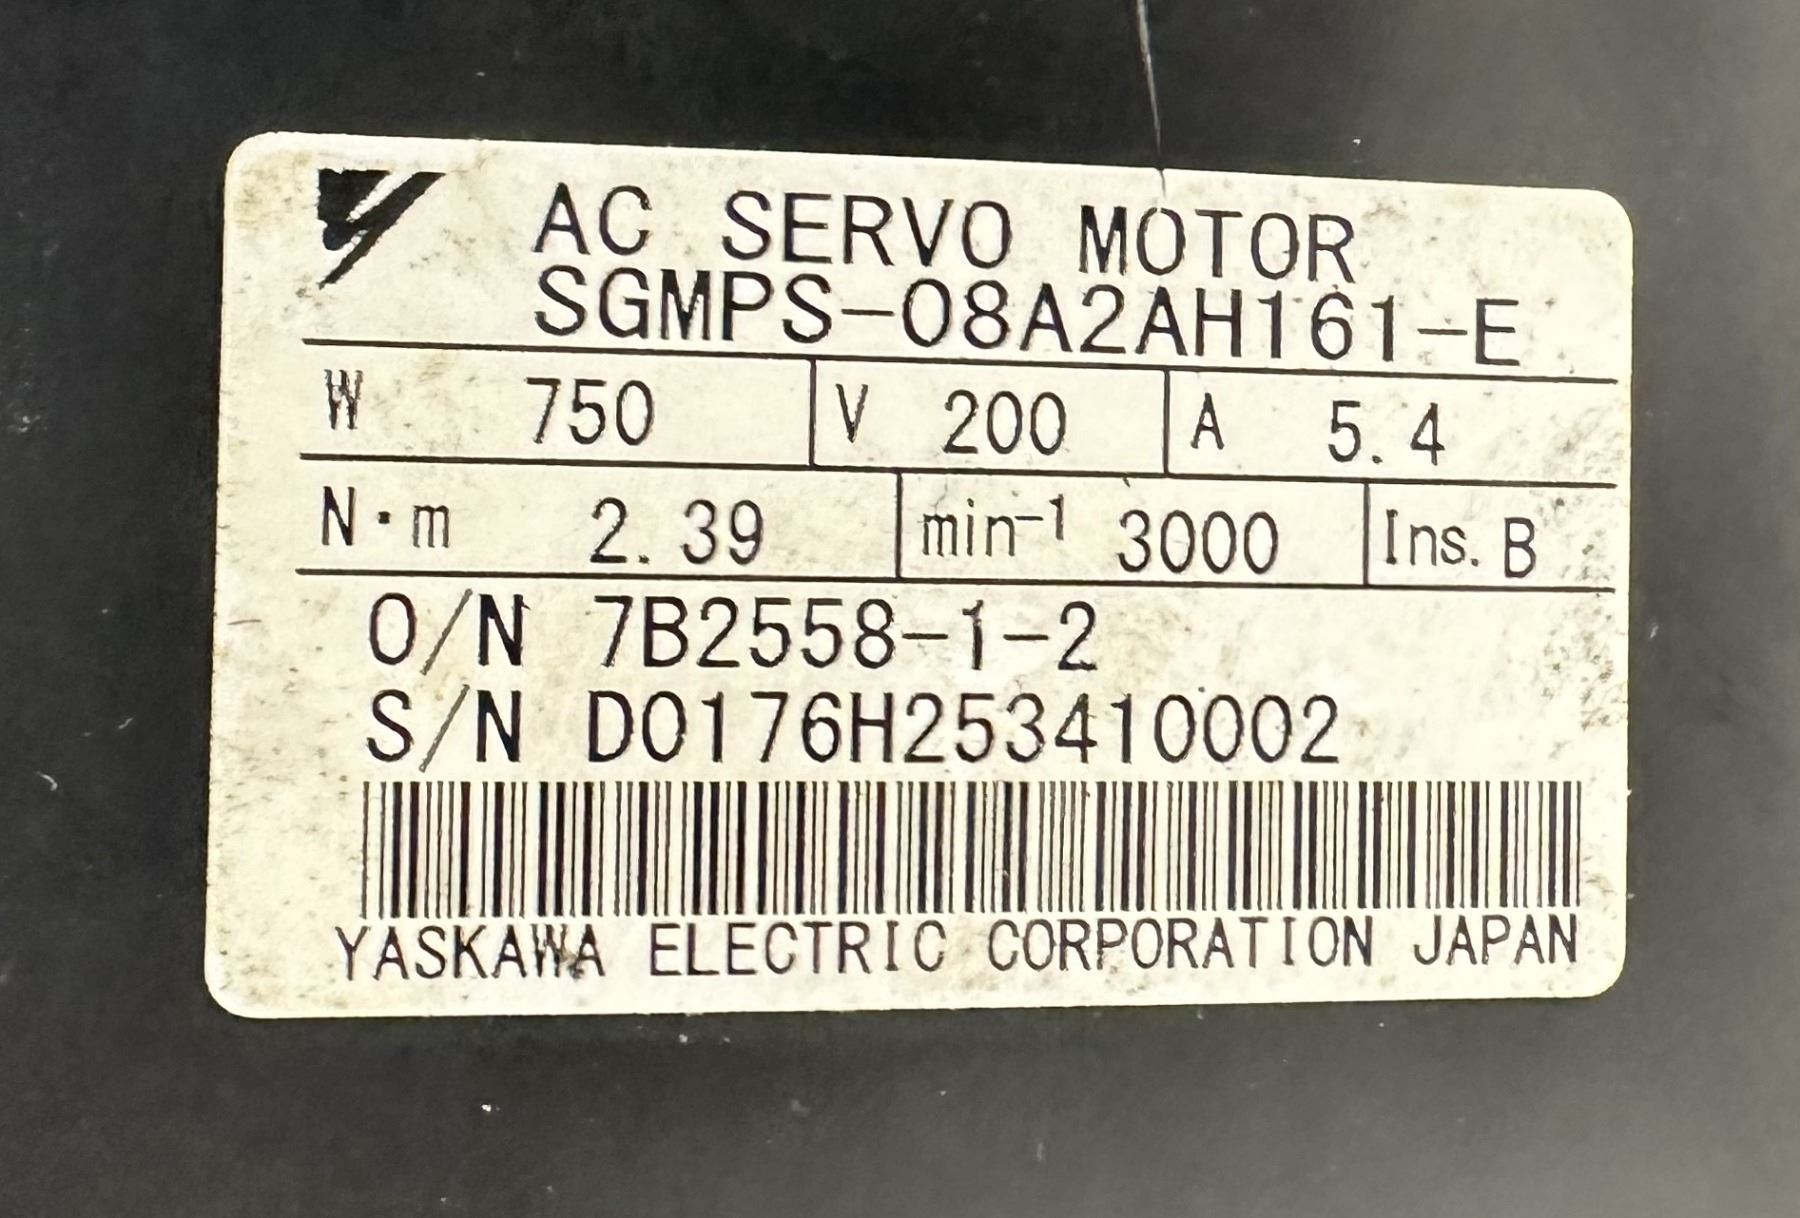 AC SERVO MOTOR
SGMPS-08A2AH161-E
W 750 V 200 A 5.4
N·m 2.39 min⁻¹ 3000 Ins. B
O/N 7B2558-1-2
S/N D0176H253410002
YASKAWA ELECTRIC CORPORATION JAPAN